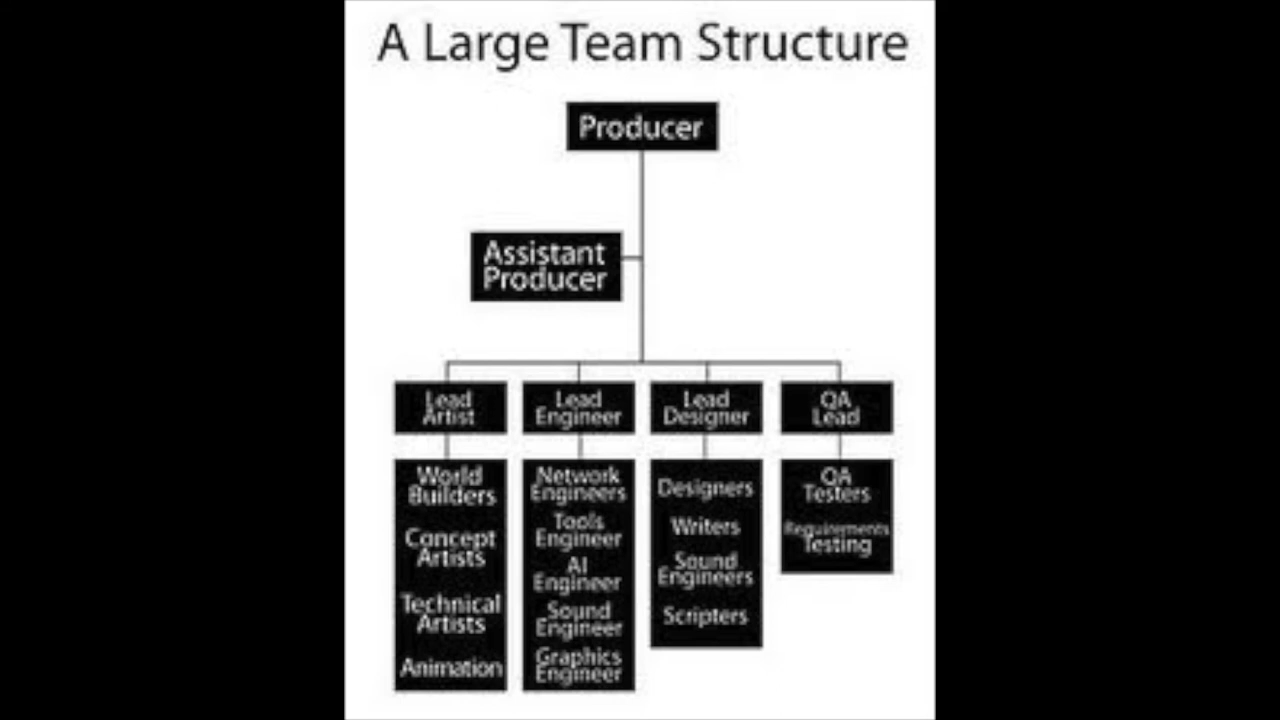 A Large Team Structure
Producer
Assistant
Producer
Lead
Artist
Lead
Engineer
Lead
Designer
QA
Lead
World
Builders
Concept
Artists
Technical
Artists
Animation
Network
Engineers
Tools
Engineer
AI
Engineer
Sound
Engineer
Graphics
Engineer
Designers
Writers
Sound
Engineers
Scripters
QA
Testers
Requirements
Testing